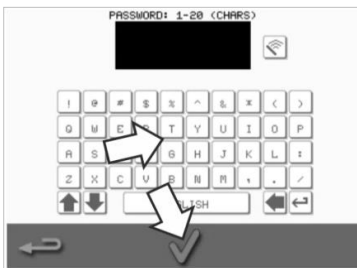 PASSWORD: 1-20 (CHARS)
! @ # $ % ^ & * < >
Q W E T Y U I O P
A S G H J K L :
Z X C V B N M , . /
LISH